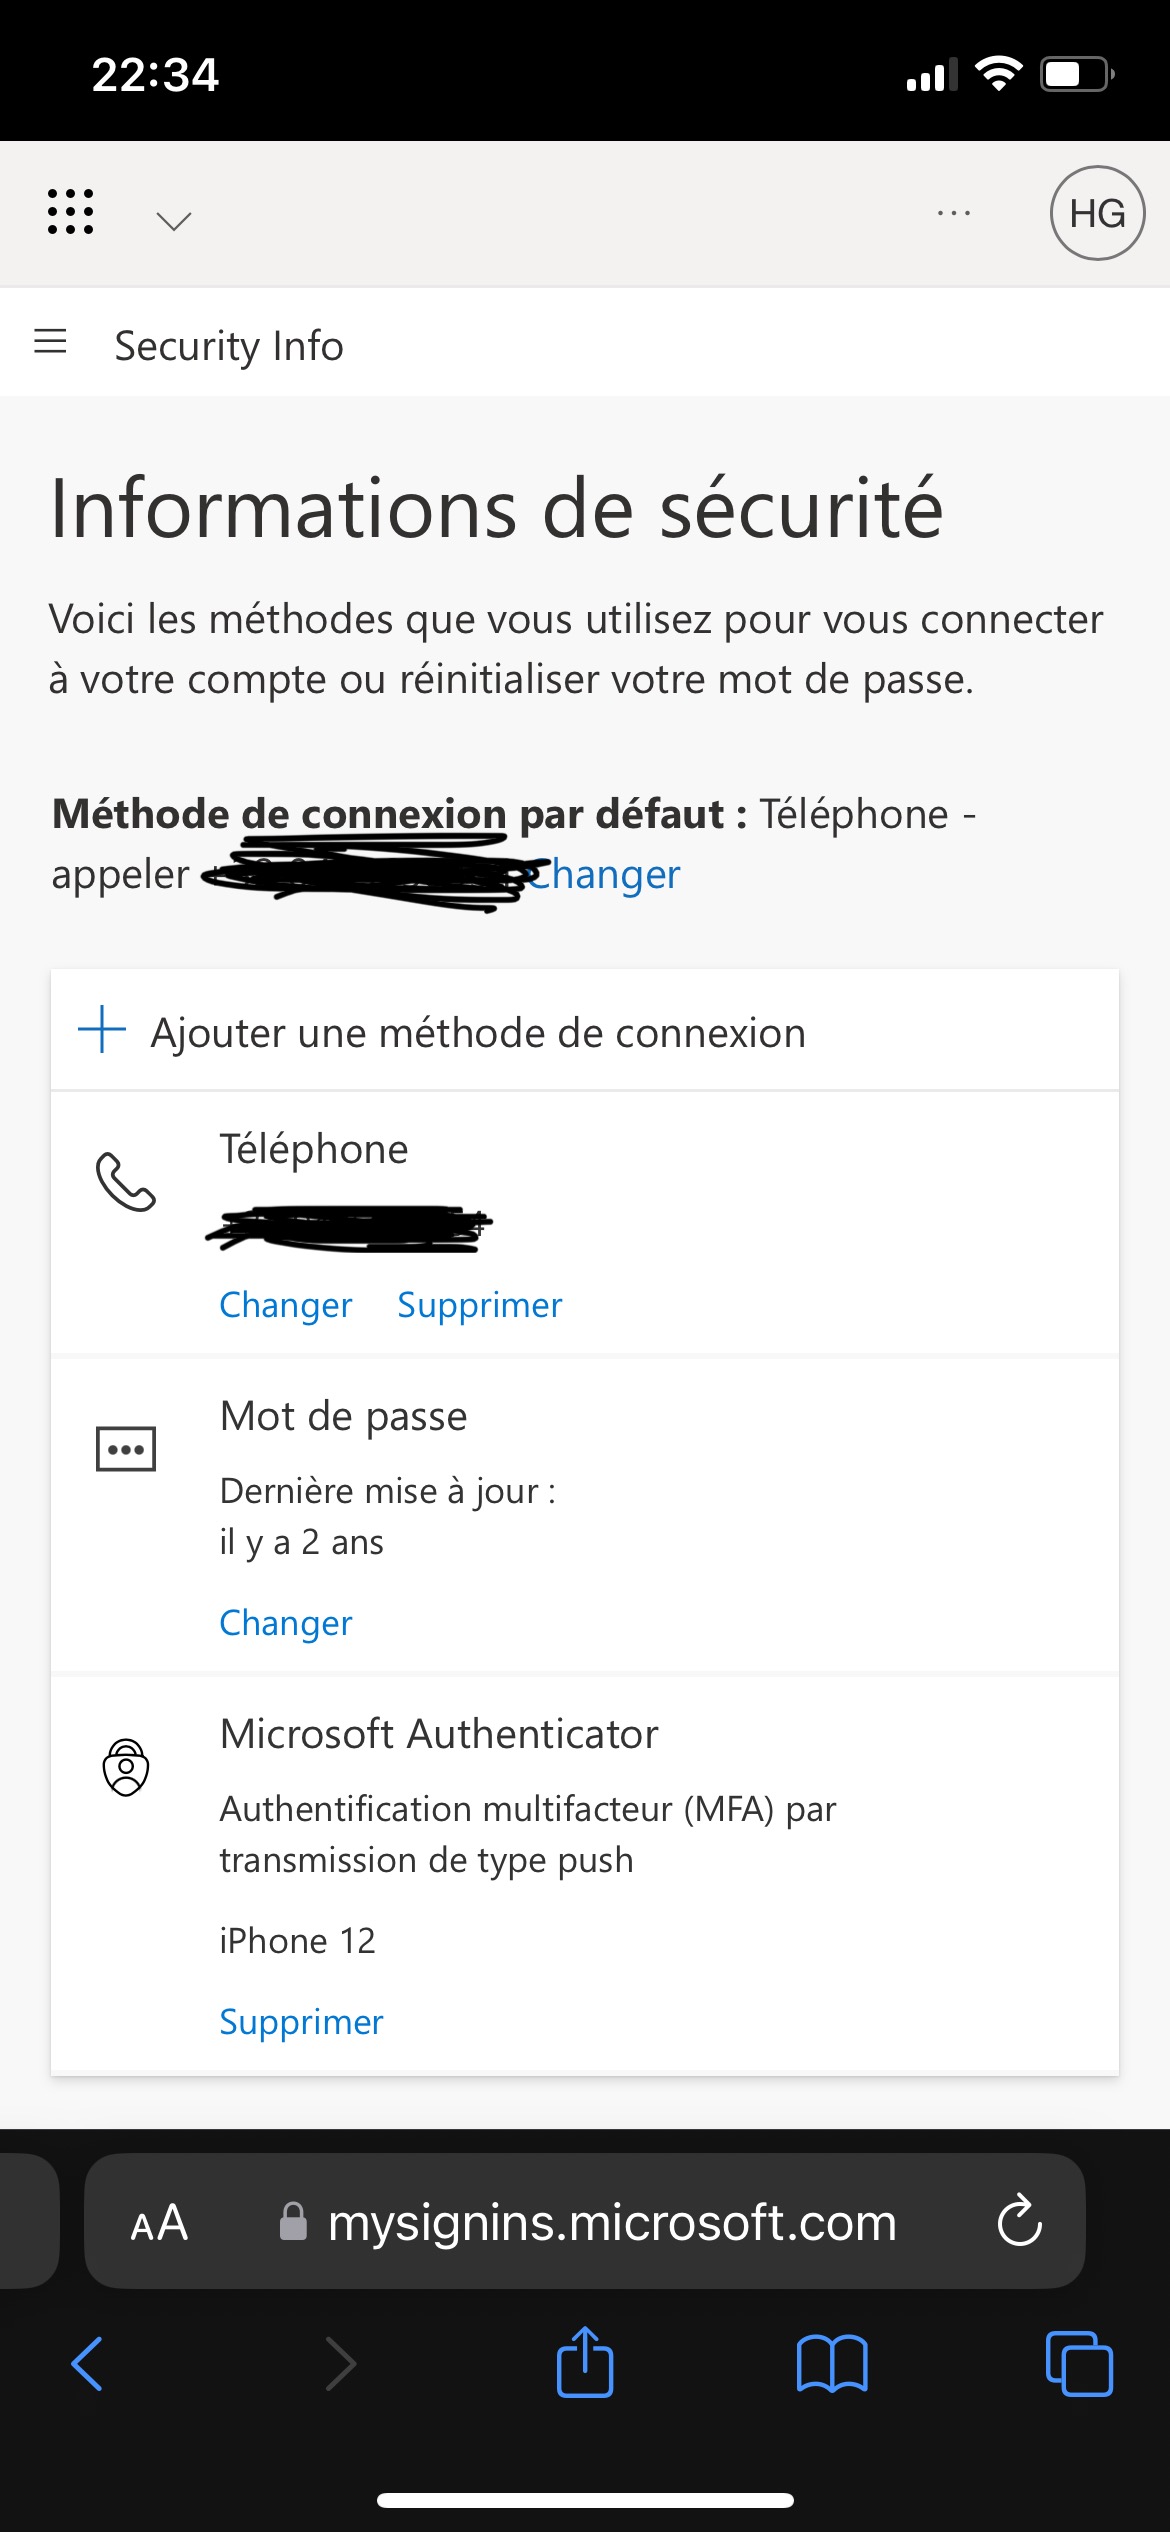 22:34
HG
Security Info
Informations de sécurité
Voici les méthodes que vous utilisez pour vous connecter
à votre compte ou réinitialiser votre mot de passe.
Méthode de connexion par défaut : Téléphone -
appeler Changer
Ajouter une méthode de connexion
Téléphone
Changer Supprimer
Mot de passe
Dernière mise à jour :
il y a 2 ans
Changer
Microsoft Authenticator
Authentification multifacteur (MFA) par
transmission de type push
iPhone 12
Supprimer
AA mysignins.microsoft.com